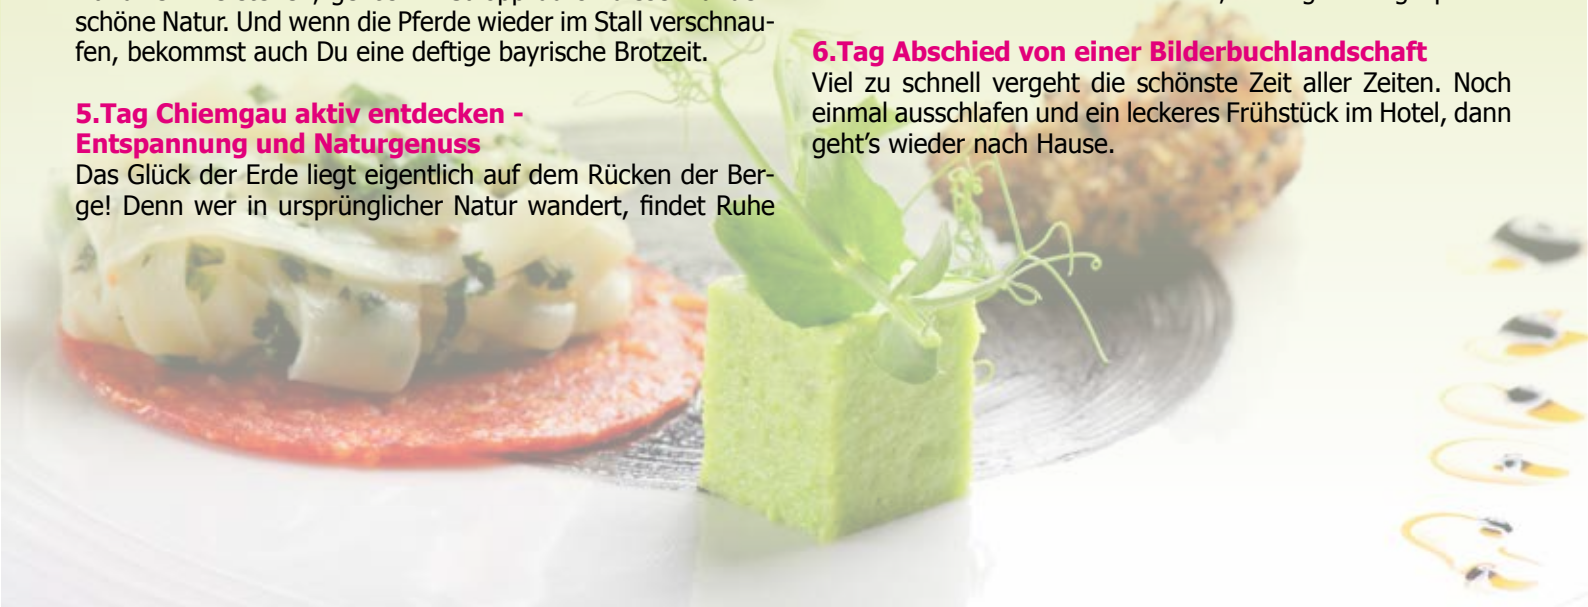 schöne Natur. Und wenn die Pferde wieder im Stall verschnau-
fen, bekommst auch Du eine deftige bayrische Brotzeit.
5.Tag Chiemgau aktiv entdecken -
Entspannung und Naturgenuss
Das Glück der Erde liegt eigentlich auf dem Rücken der Ber-
ge! Denn wer in ursprünglicher Natur wandert, findet Ruhe
6.Tag Abschied von einer Bilderbuchlandschaft
Viel zu schnell vergeht die schönste Zeit aller Zeiten. Noch
einmal ausschlafen und ein leckeres Frühstück im Hotel, dann
geht’s wieder nach Hause.